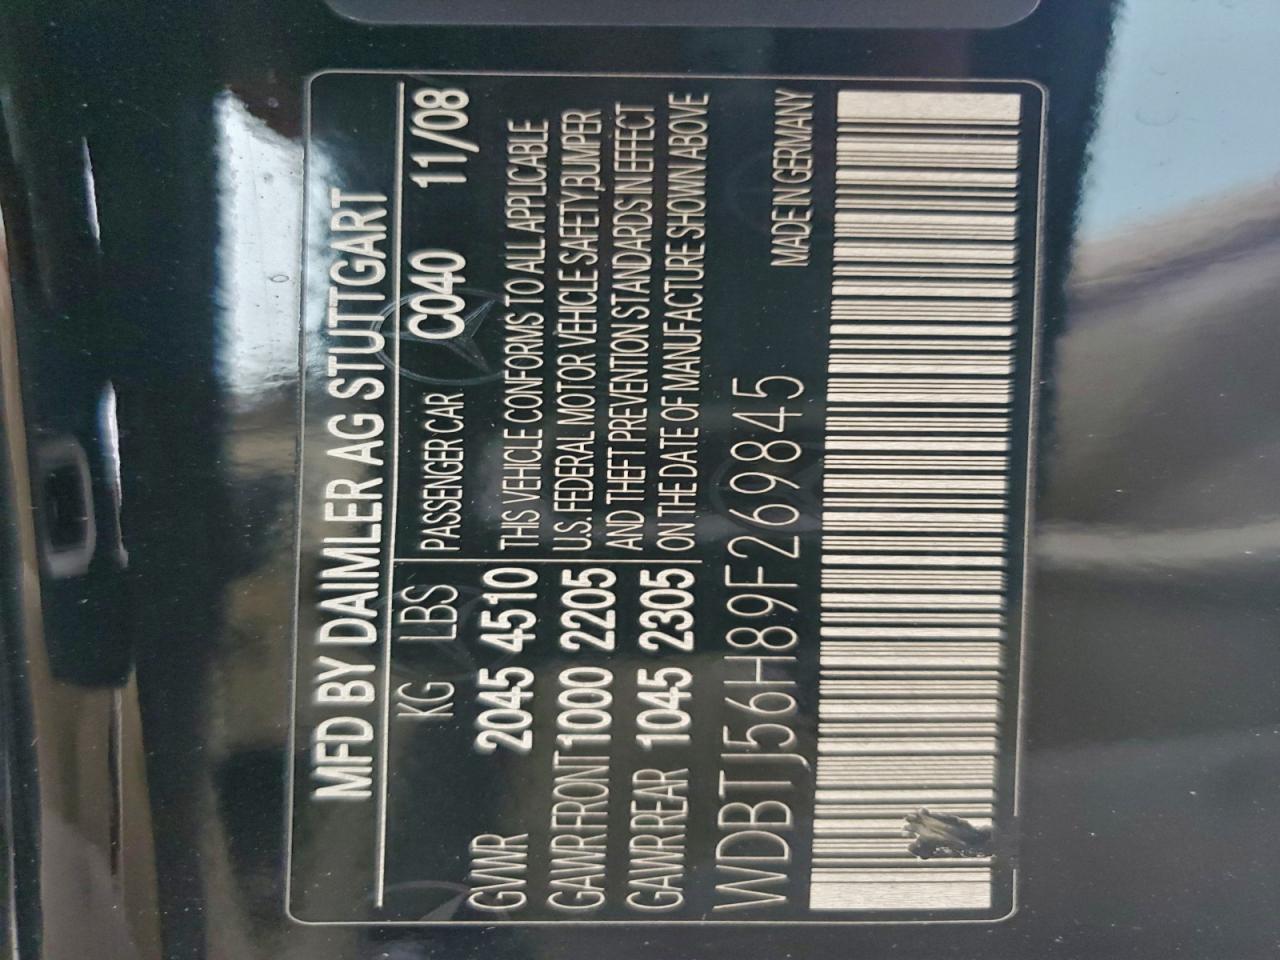 MFD BY DAIMLER AG STUTTGART
KG LBS PASSENGER CAR C040 11/08
GVWR 2045 4510 THIS VEHICLE CONFORMS TO ALL APPLICABLE
GAWR FRONT 1000 2205 U.S. FEDERAL MOTOR VEHICLE SAFETY,BUMPER
AND THEFT PREVENTION STANDARDS IN EFFECT
GAWR REAR 1045 2305 ON THE DATE OF MANUFACTURE SHOWN ABOVE
WDBTJ56H89F269845 MADE IN GERMANY